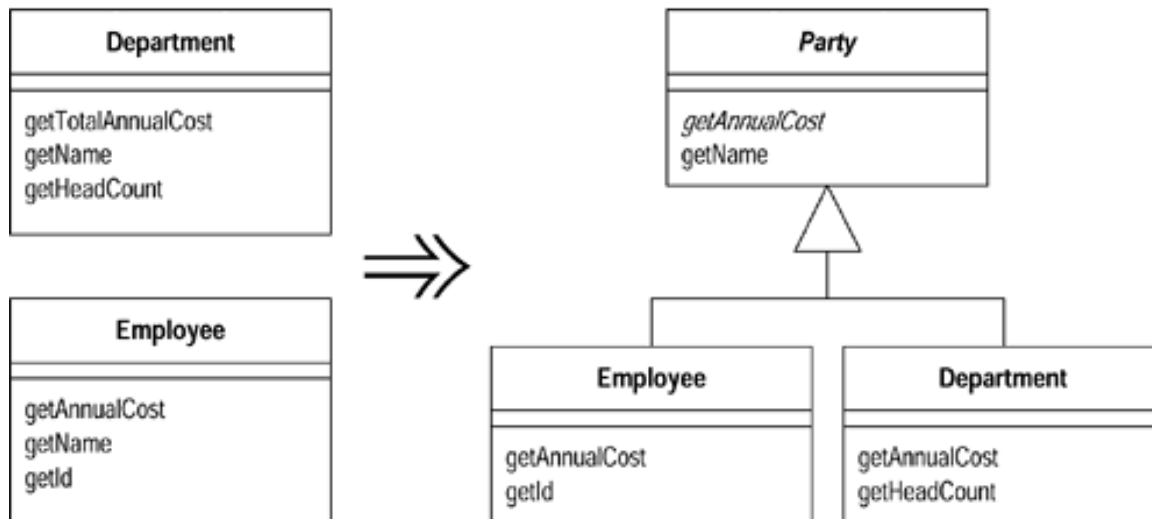 Department
getTotalAnnualCost
getName
getHeadCount
Employee
getAnnualCost
getName
getId
Party
getAnnualCost
getName
Employee
getAnnualCost
getId
Department
getAnnualCost
getHeadCount